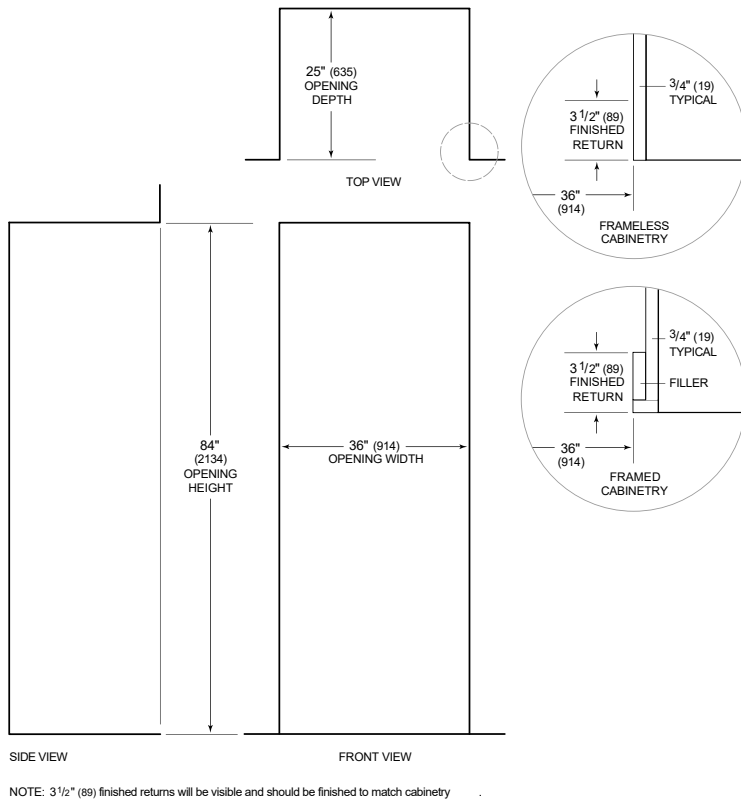 25" (635)
OPENING
DEPTH
TOP VIEW
3/4" (19)
TYPICAL
3 1/2" (89)
FINISHED
RETURN
36"
(914)
FRAMELESS
CABINETRY
3/4" (19)
TYPICAL
3 1/2" (89)
FINISHED
RETURN
FILLER
36"
(914)
FRAMED
CABINETRY
84"
(2134)
OPENING
HEIGHT
36" (914)
OPENING WIDTH
SIDE VIEW
FRONT VIEW
NOTE: 3 1/2" (89) finished returns will be visible and should be finished to match cabinetry .